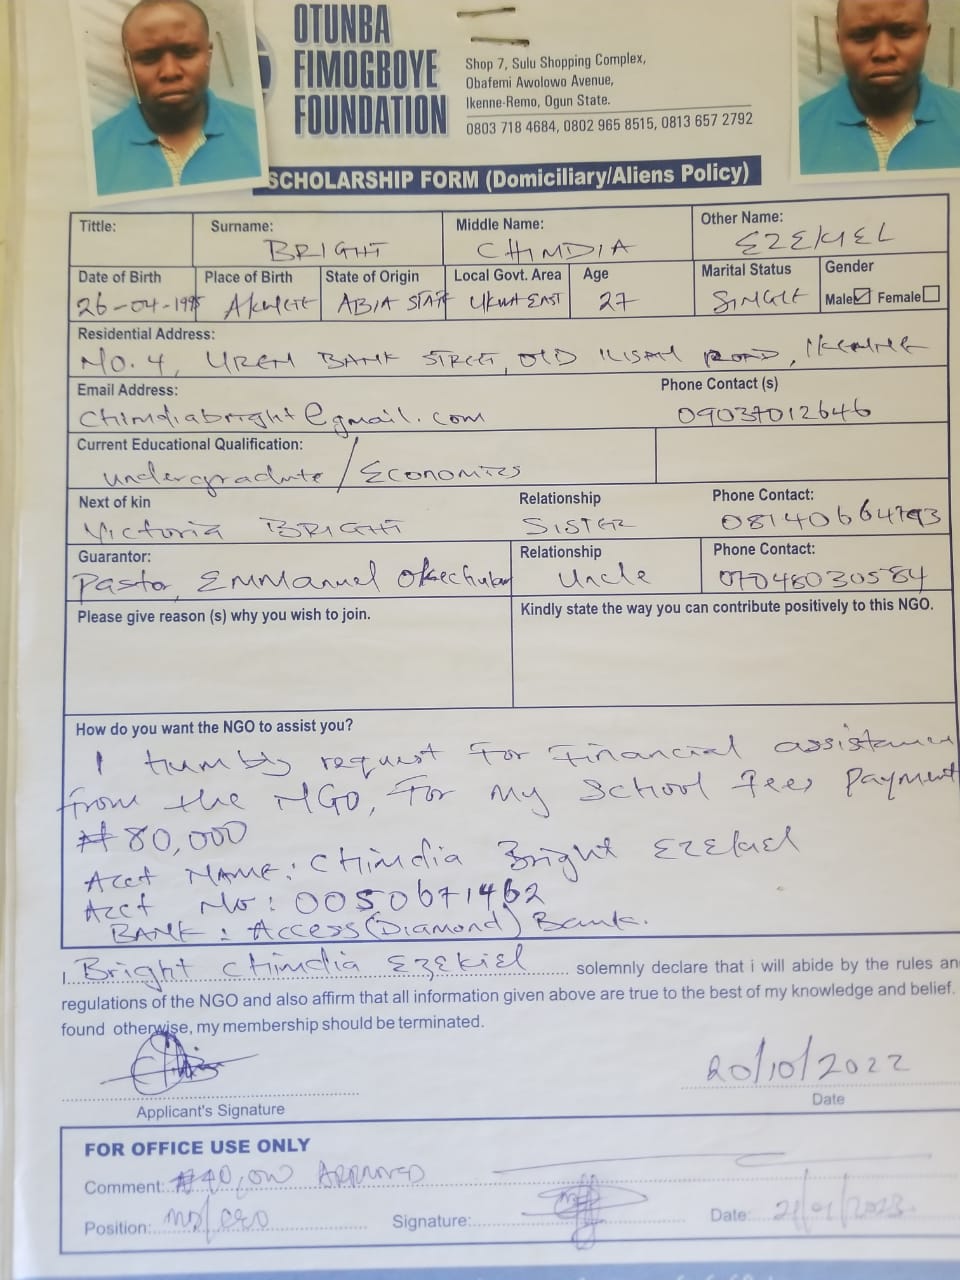 OTUNBA
FIMOGBOYE
FOUNDATION
Shop 7, Sulu Shopping Complex,
Obafemi Awolowo Avenue,
Ikenne-Remo, Ogun State.
0803 718 4684, 0802 965 8515, 0813 657 2792
SCHOLARSHIP FORM (Domiciliary/Aliens Policy)
Tittle: Surname: Middle Name: Other Name:
BRIGHT CHIMDIA EZEKIEL
Date of Birth Place of Birth State of Origin Local Govt. Area Age Marital Status Gender
26-04-1995 AKWETE ABIA STATE UKWA EAST 27 SINGLE Male Female
Residential Address:
No. 4, UREM BANK STREET, OLD ILISAN ROAD, IKENNE
Email Address: Phone Contact (s)
Chimdiabright@gmail.com 09037012646
Current Educational Qualification:
undergraduate / Economics
Next of kin Relationship Phone Contact:
Victoria BRIGHT SISTER 08140664793
Guarantor: Relationship Phone Contact:
Pastor, Emmanuel Okechukwu Uncle 07048030584
Please give reason (s) why you wish to join. Kindly state the way you can contribute positively to this NGO.
How do you want the NGO to assist you?
I humbly request For Financial assistance
from the NGO, For my School fees Payment
₦80,000
Acct NAME: CHimdia Bright EZEKiel
Acct No: 0050671462
BANK: Access (Diamond) Bank.
I, Bright Chimdia EZEKIEL solemnly declare that i will abide by the rules an
regulations of the NGO and also affirm that all information given above are true to the best of my knowledge and belief.
found otherwise, my membership should be terminated.
20/10/2022
Applicant's Signature Date
FOR OFFICE USE ONLY
Comment: ₦40,000 APPROVED
Position: MD/CEO Signature: Date: 21/01/2023